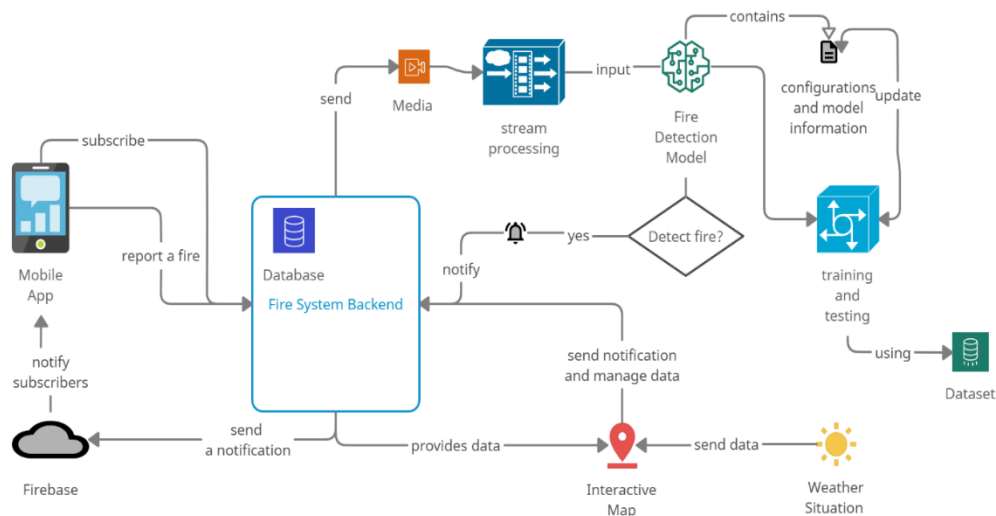 contains
send
Media
stream
processing
input
Fire
Detection
Model
configurations
and model
information
update
subscribe
Mobile
App
report a fire
Database
Fire System Backend
notify
yes
Detect fire?
training
and
testing
using
Dataset
notify
subscribers
send notification
and manage data
send
a notification
provides data
send data
Firebase
Interactive
Map
Weather
Situation